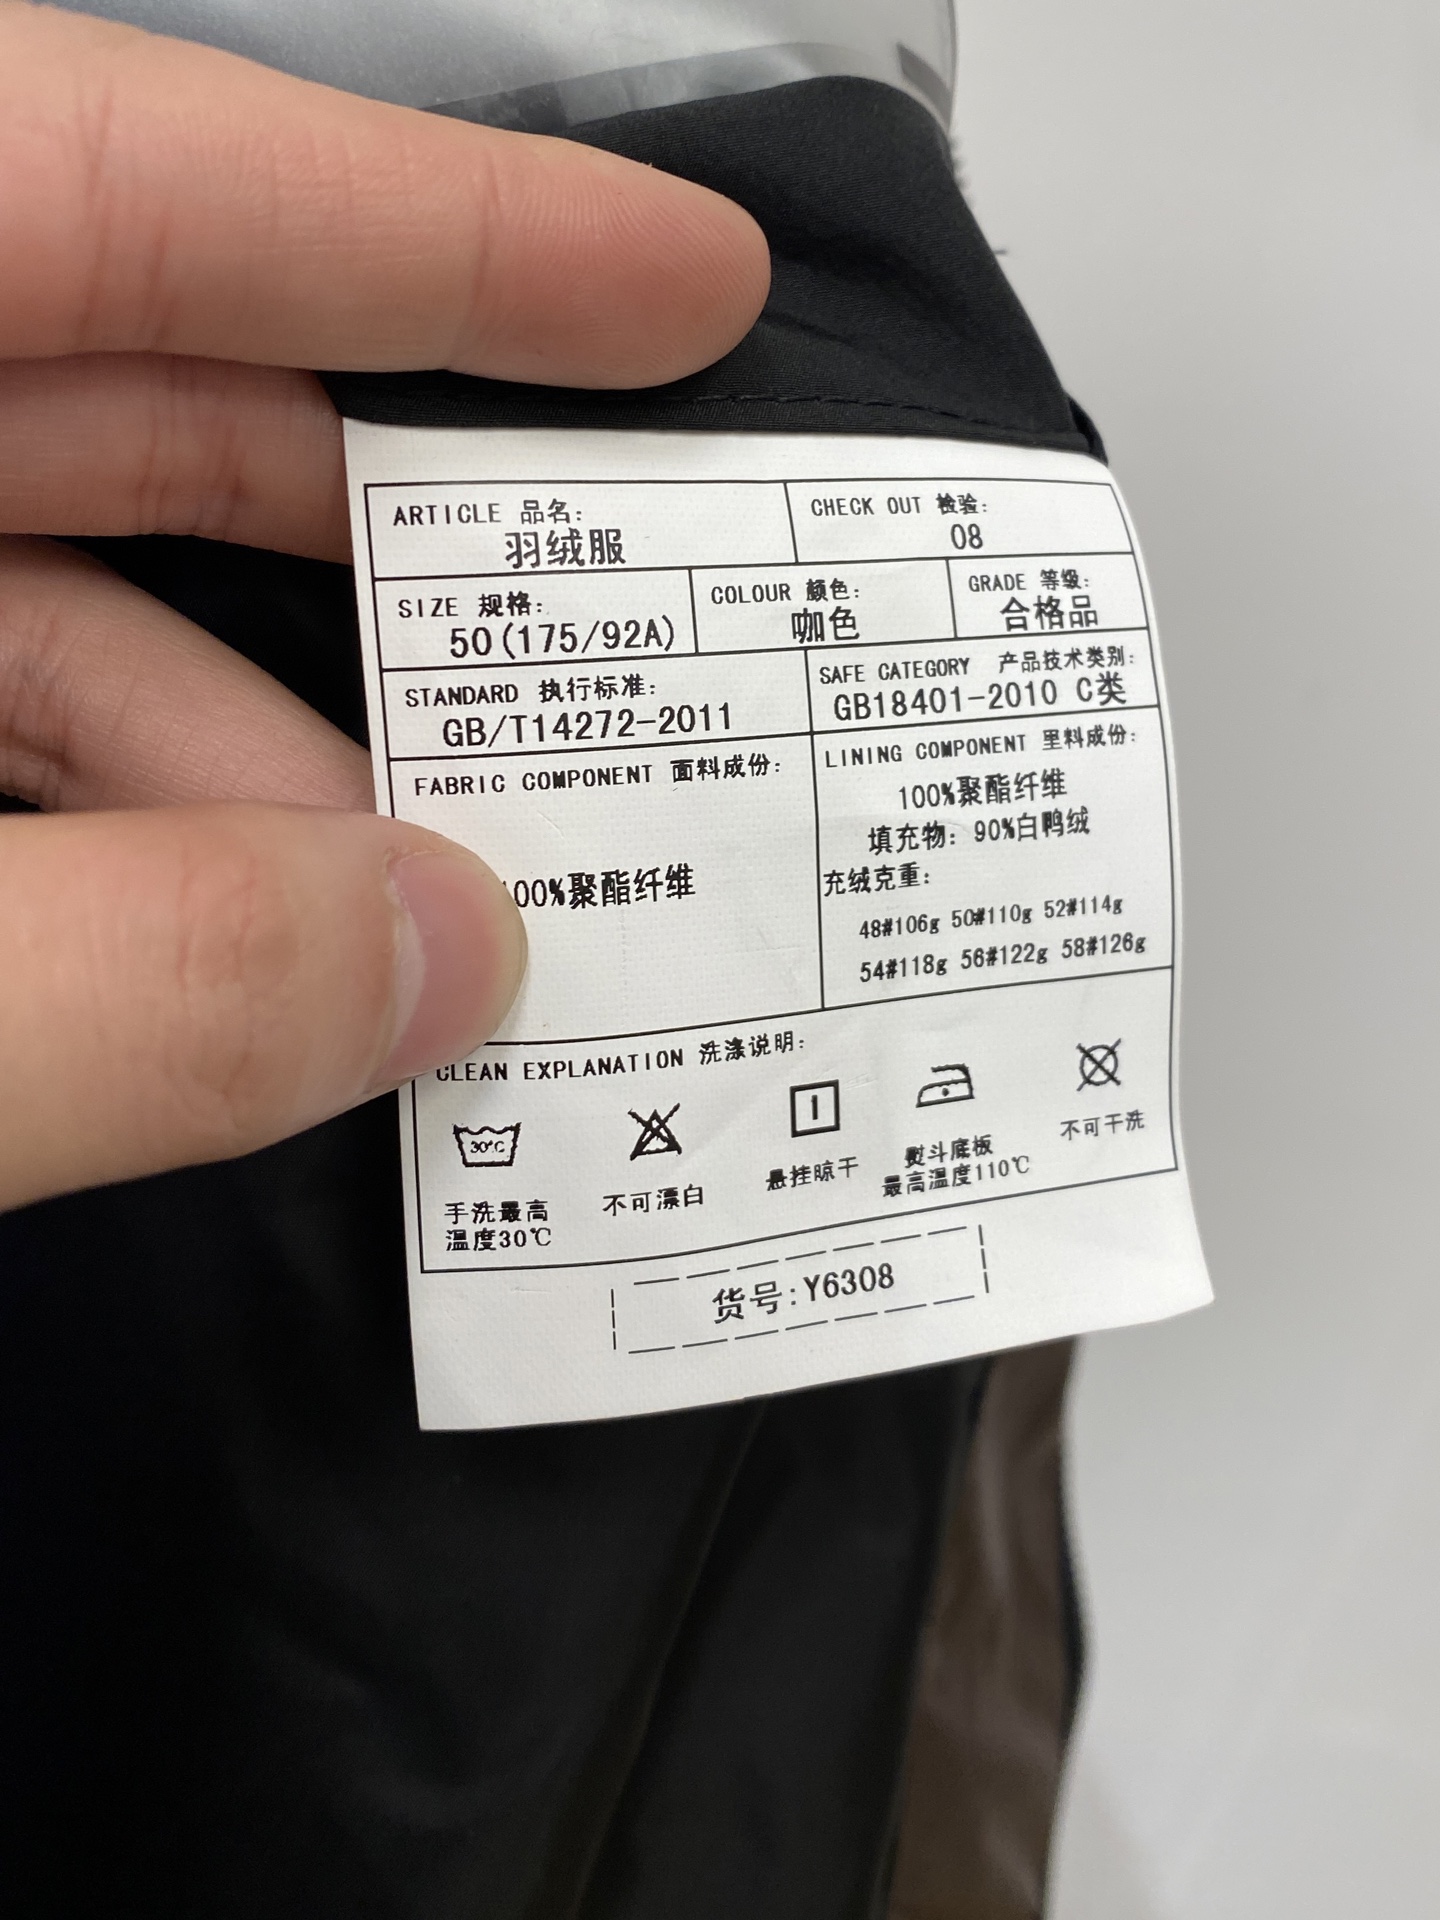 ARTICLE 品名:
羽绒服
CHECK OUT 检验:
08
SIZE 规格:
50(175/92A)
COLOUR 颜色:
咖色
GRADE 等级:
合格品
STANDARD 执行标准:
GB/T14272-2011
SAFE CATEGORY 产品技术类别:
GB18401-2010 C类
FABRIC COMPONENT 面料成份:
100%聚酯纤维
LINING COMPONENT 里料成份:
100%聚酯纤维
填充物: 90%白鸭绒
充绒克重:
48#106g 50#110g 52#114g
54#118g 56#122g 58#126g
CLEAN EXPLANATION 洗涤说明:
30℃
手洗最高
温度30℃
不可漂白
悬挂晾干
熨斗底板
最高温度110℃
不可干洗
货号:Y6308